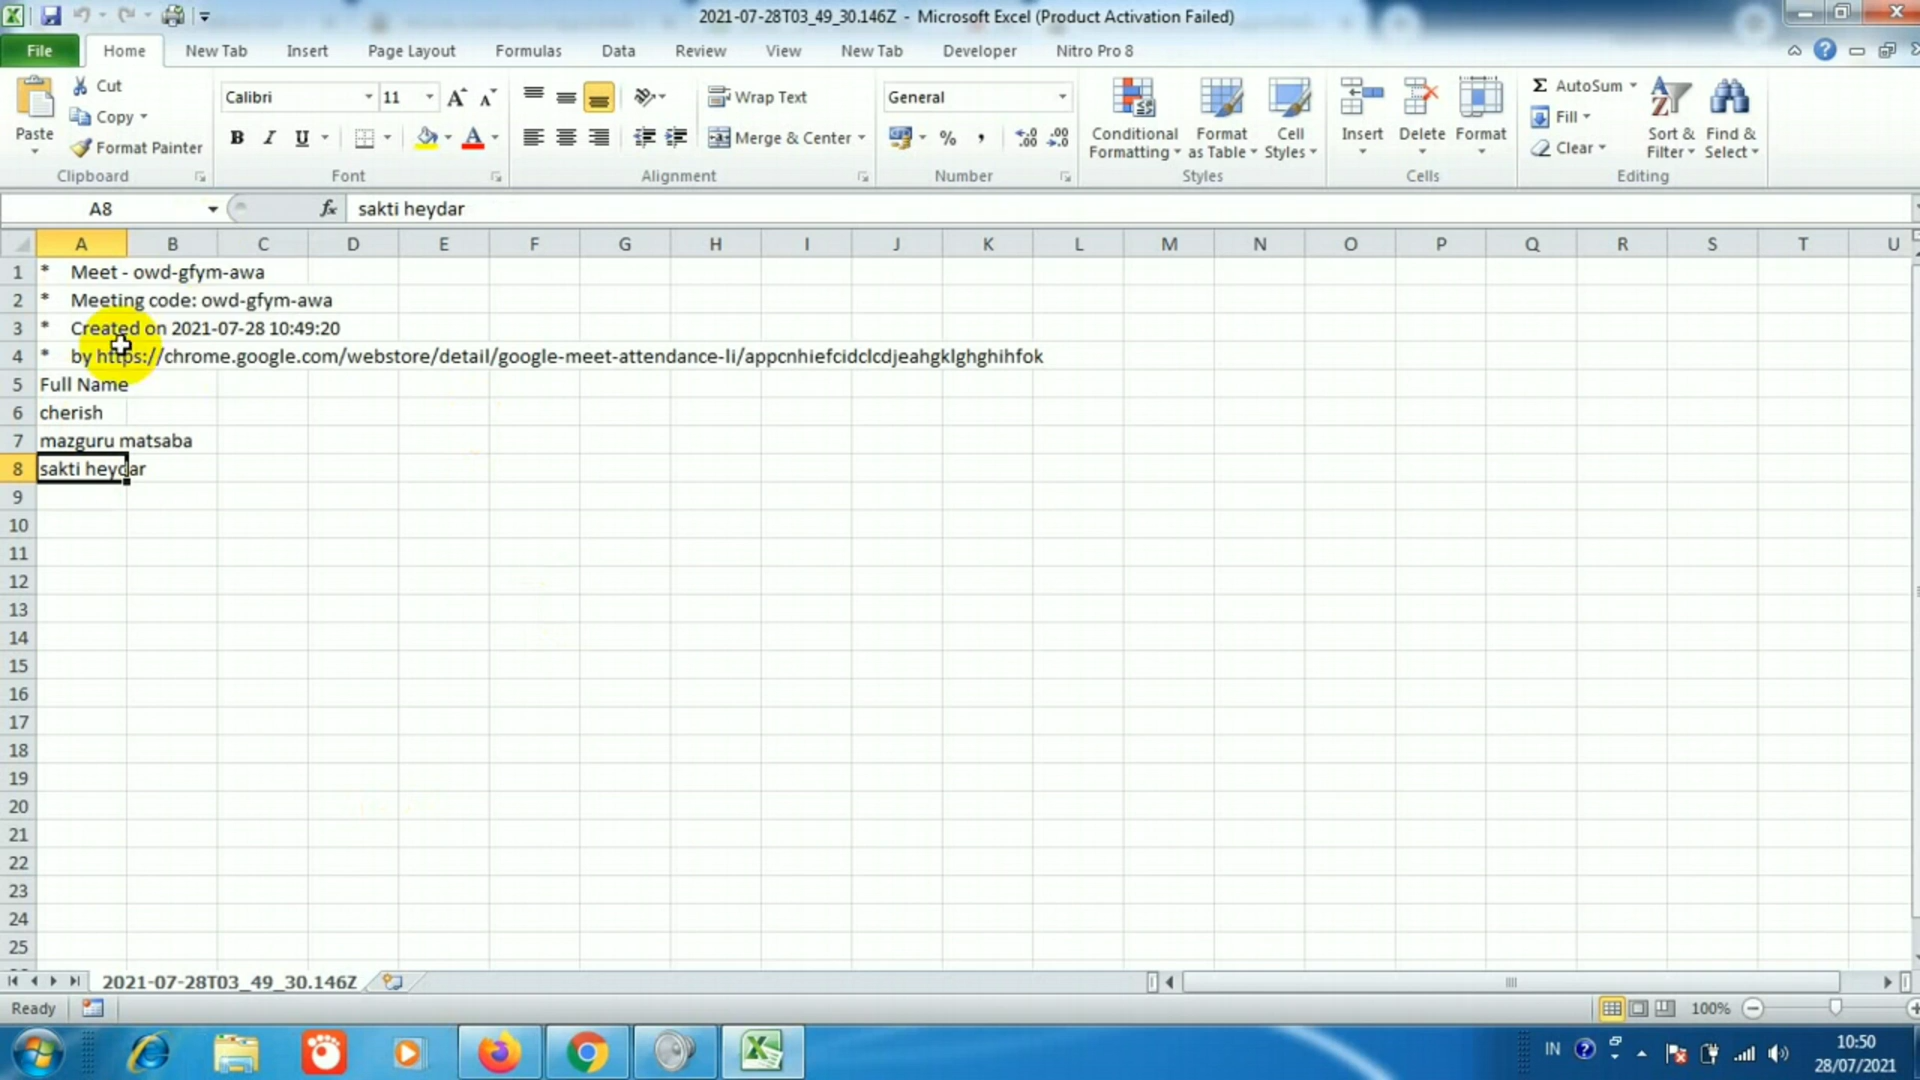 2021-07-28T03_49_30.146Z - Microsoft Excel (Product Activation Failed)
File Home New Tab Insert Page Layout Formulas Data Review View New Tab Developer Nitro Pro 8
Paste
Cut
Copy
Format Painter
Clipboard
Calibri 11
B I U A
Font
Wrap Text
Merge & Center
Alignment
General
%
Number
Conditional Formatting
Format as Table
Cell Styles
Styles
Insert Delete Format
Cells
AutoSum
Fill
Clear
Sort & Filter
Find & Select
Editing
A8 fx sakti heydar
A B C D E F G H I J K L M N O P Q R S T U
1 * Meet - owd-gfym-awa
2 * Meeting code: owd-gfym-awa
3 * Created on 2021-07-28 10:49:20
4 * by https://chrome.google.com/webstore/detail/google-meet-attendance-li/appcnhiefcidclcdjeahgklghghihfok
5 Full Name
6 cherish
7 mazguru matsaba
8 sakti heydar
9
10
11
12
13
14
15
16
17
18
19
20
21
22
23
24
25
2021-07-28T03_49_30.146Z
Ready 100%
IN 10:50
28/07/2021